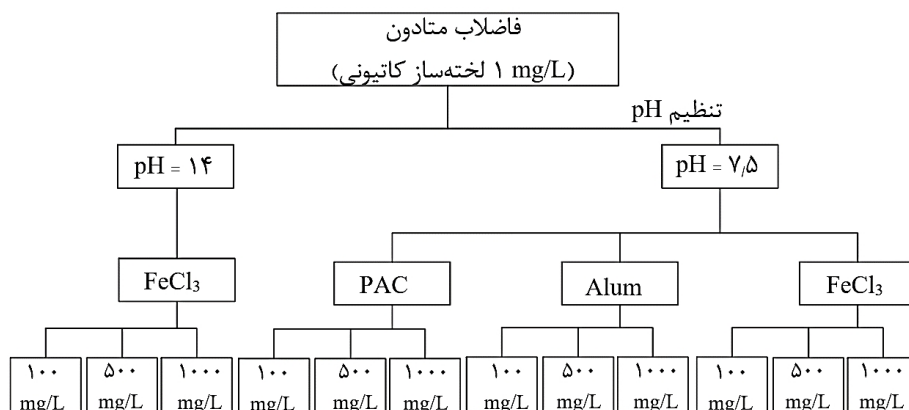 فاضلاب متادون
(۱ mg/L لخته‌ساز کاتیونی)
تنظیم pH
pH = ۱۴
pH = ۷٫۵
FeCl₃
PAC
Alum
FeCl₃
۱۰۰
mg/L
۵۰۰
mg/L
۱۰۰۰
mg/L
۱۰۰
mg/L
۵۰۰
mg/L
۱۰۰۰
mg/L
۱۰۰
mg/L
۵۰۰
mg/L
۱۰۰۰
mg/L
۱۰۰
mg/L
۵۰۰
mg/L
۱۰۰۰
mg/L